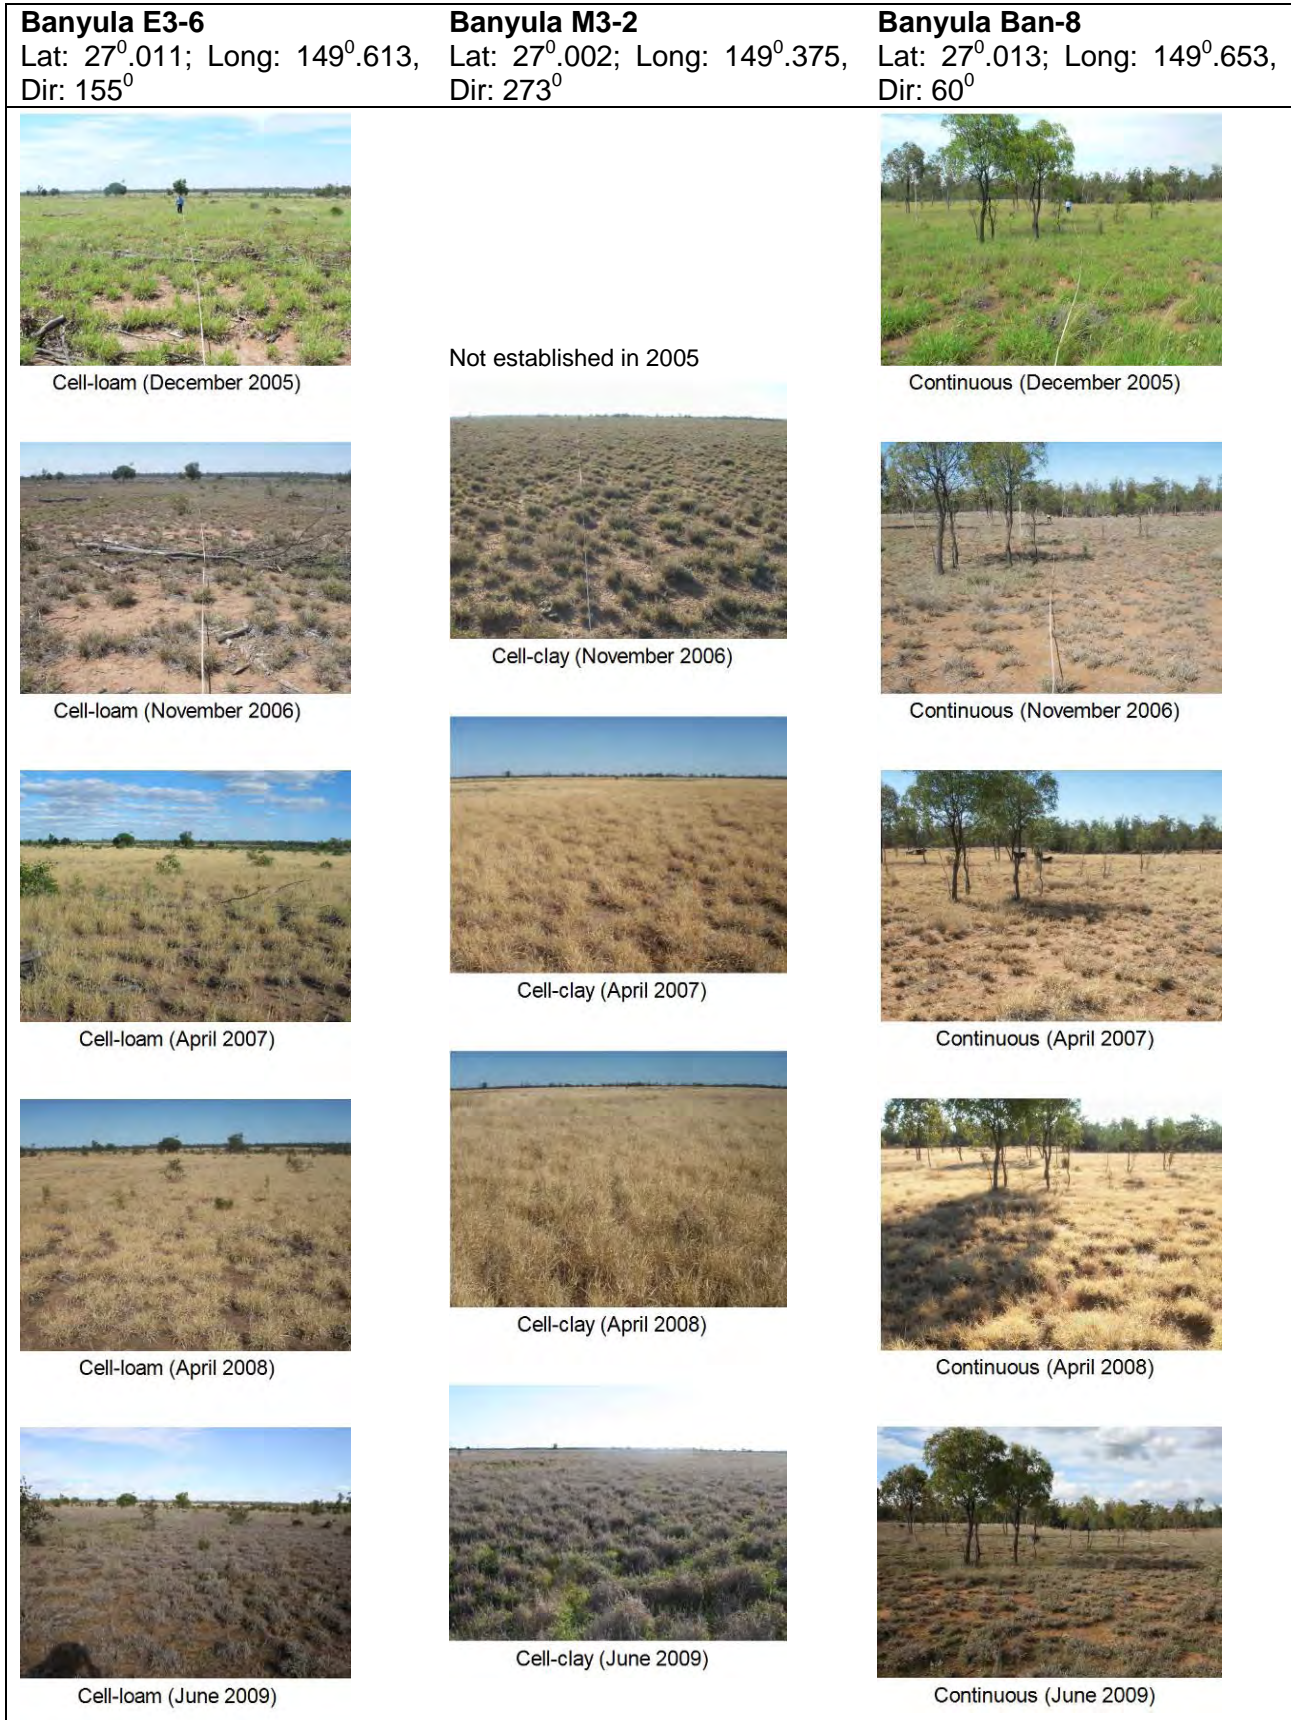 Banyula E3-6
Lat: 27⁰.011; Long: 149⁰.613,
Dir: 155⁰
Banyula M3-2
Lat: 27⁰.002; Long: 149⁰.375,
Dir: 273⁰
Banyula Ban-8
Lat: 27⁰.013; Long: 149⁰.653,
Dir: 60⁰
Cell-loam (December 2005)
Not established in 2005
Continuous (December 2005)
Cell-loam (November 2006)
Cell-clay (November 2006)
Continuous (November 2006)
Cell-loam (April 2007)
Cell-clay (April 2007)
Continuous (April 2007)
Cell-loam (April 2008)
Cell-clay (April 2008)
Continuous (April 2008)
Cell-loam (June 2009)
Cell-clay (June 2009)
Continuous (June 2009)